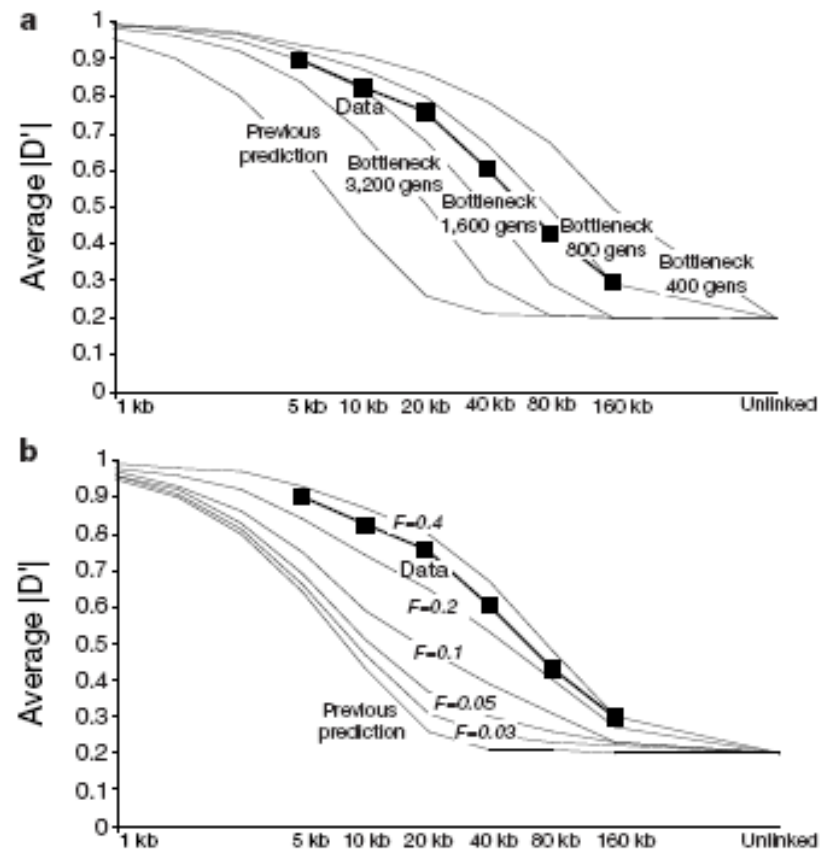 a
Average |D'|
1
0.9
0.8
0.7
0.6
0.5
0.4
0.3
0.2
0.1
0
Data
Previous
prediction
Bottleneck
3,200 gens
Bottleneck
1,600 gens
Bottleneck
800 gens
Bottleneck
400 gens
1 kb 5 kb 10 kb 20 kb 40 kb 80 kb 160 kb Unlinked
b
Average |D'|
1
0.9
0.8
0.7
0.6
0.5
0.4
0.3
0.2
0.1
0
F=0.4
Data
F=0.2
F=0.1
F=0.05
Previous
prediction
F=0.03
1 kb 5 kb 10 kb 20 kb 40 kb 80 kb 160 kb Unlinked